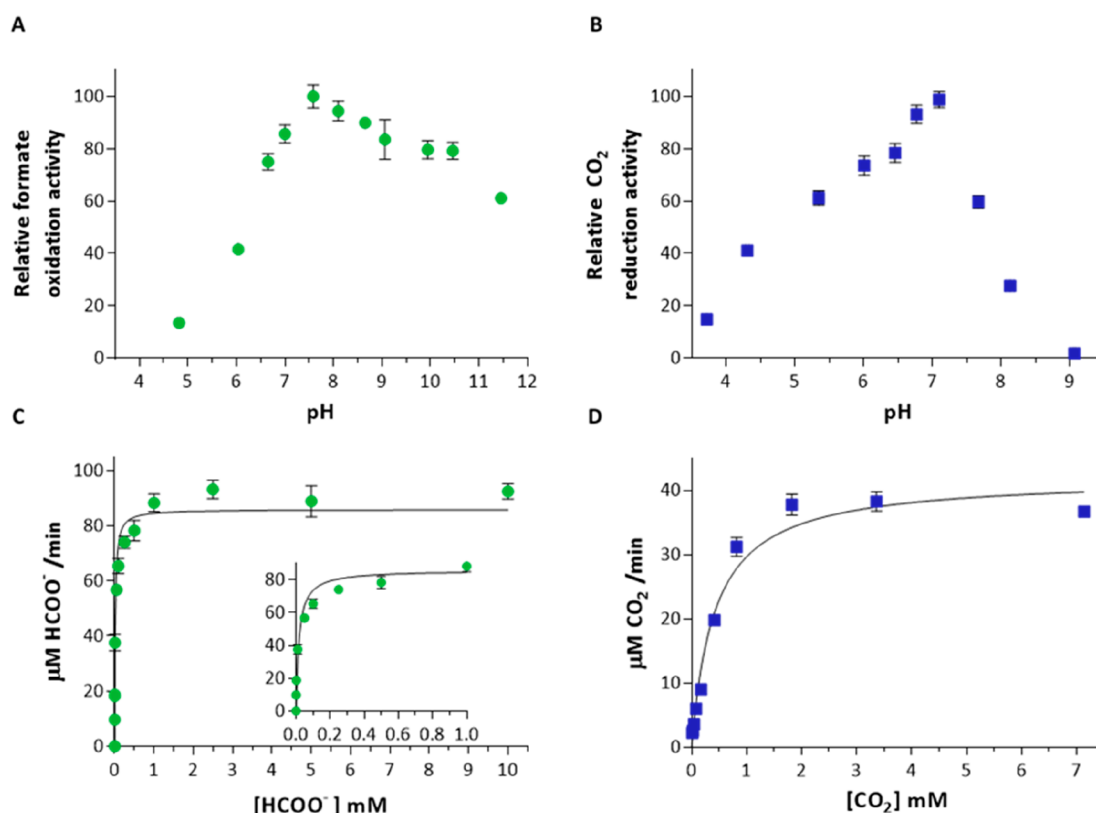 A
Relative formate
oxidation activity
100
80
60
40
20
0
4 5 6 7 8 9 10 11 12
pH
B
Relative CO₂
reduction activity
100
80
60
40
20
0
4 5 6 7 8 9
pH
C
µM HCOO⁻ /min
100
80
60
40
20
0
80
60
40
20
0
0.0 0.2 0.4 0.6 0.8 1.0
0 1 2 3 4 5 6 7 8 9 10
[HCOO⁻] mM
D
µM CO₂ /min
40
30
20
10
0
0 1 2 3 4 5 6 7
[CO₂] mM